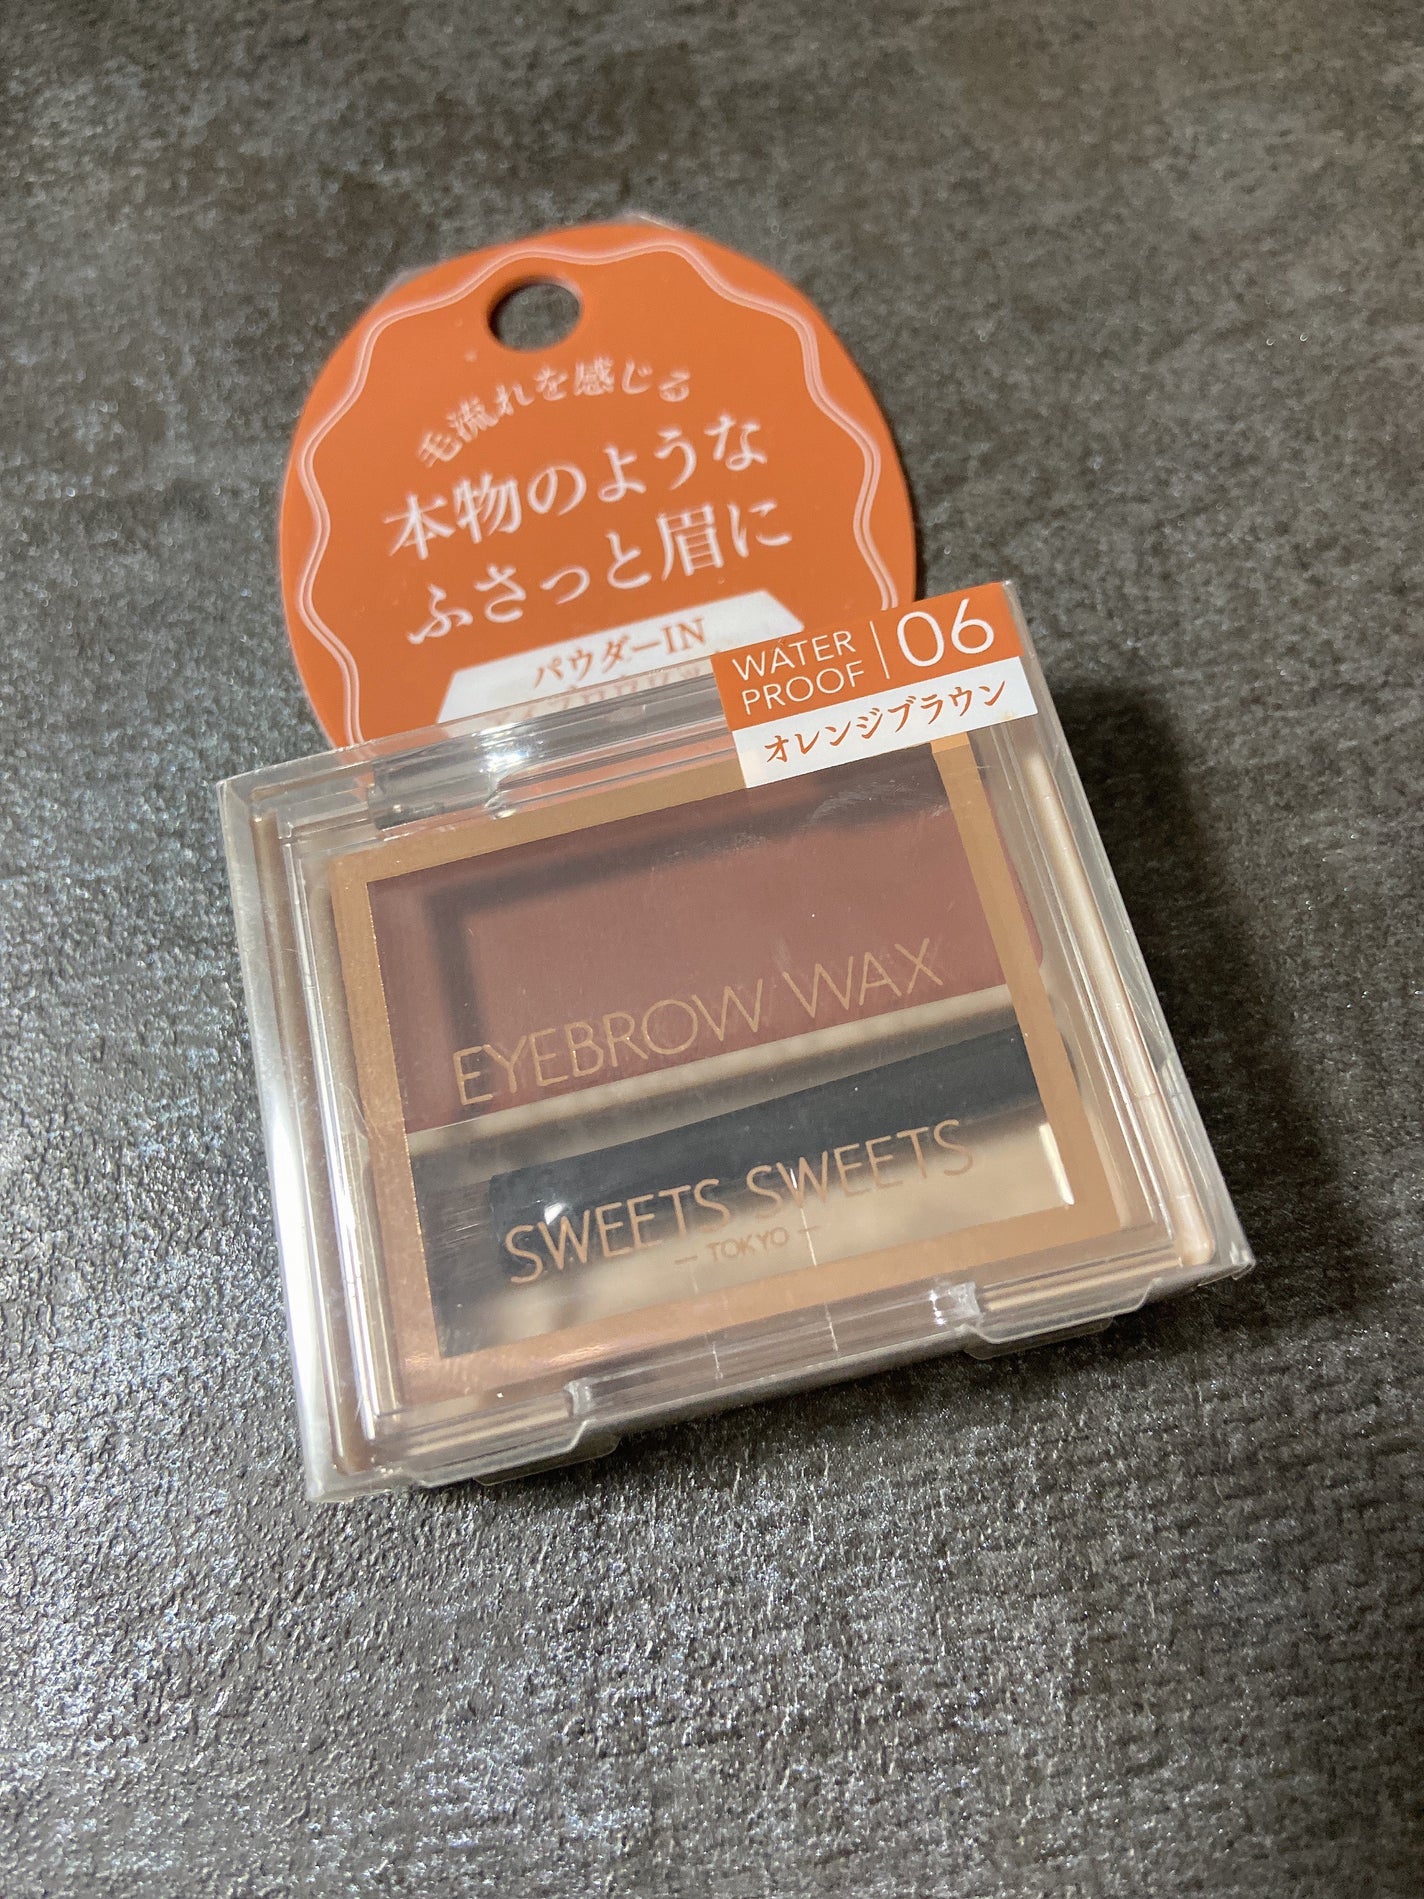 毛流れを感じる
本物のような
ふさっと眉に
パウダーIN
WATER
PROOF
06
オレンジブラウン
EYEBROW WAX
SWEETS SWEETS
— TOKYO —